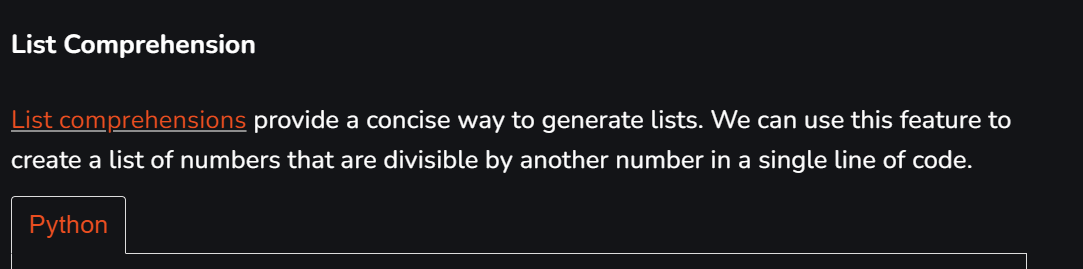 List Comprehension
List comprehensions provide a concise way to generate lists. We can use this feature to
create a list of numbers that are divisible by another number in a single line of code.
Python